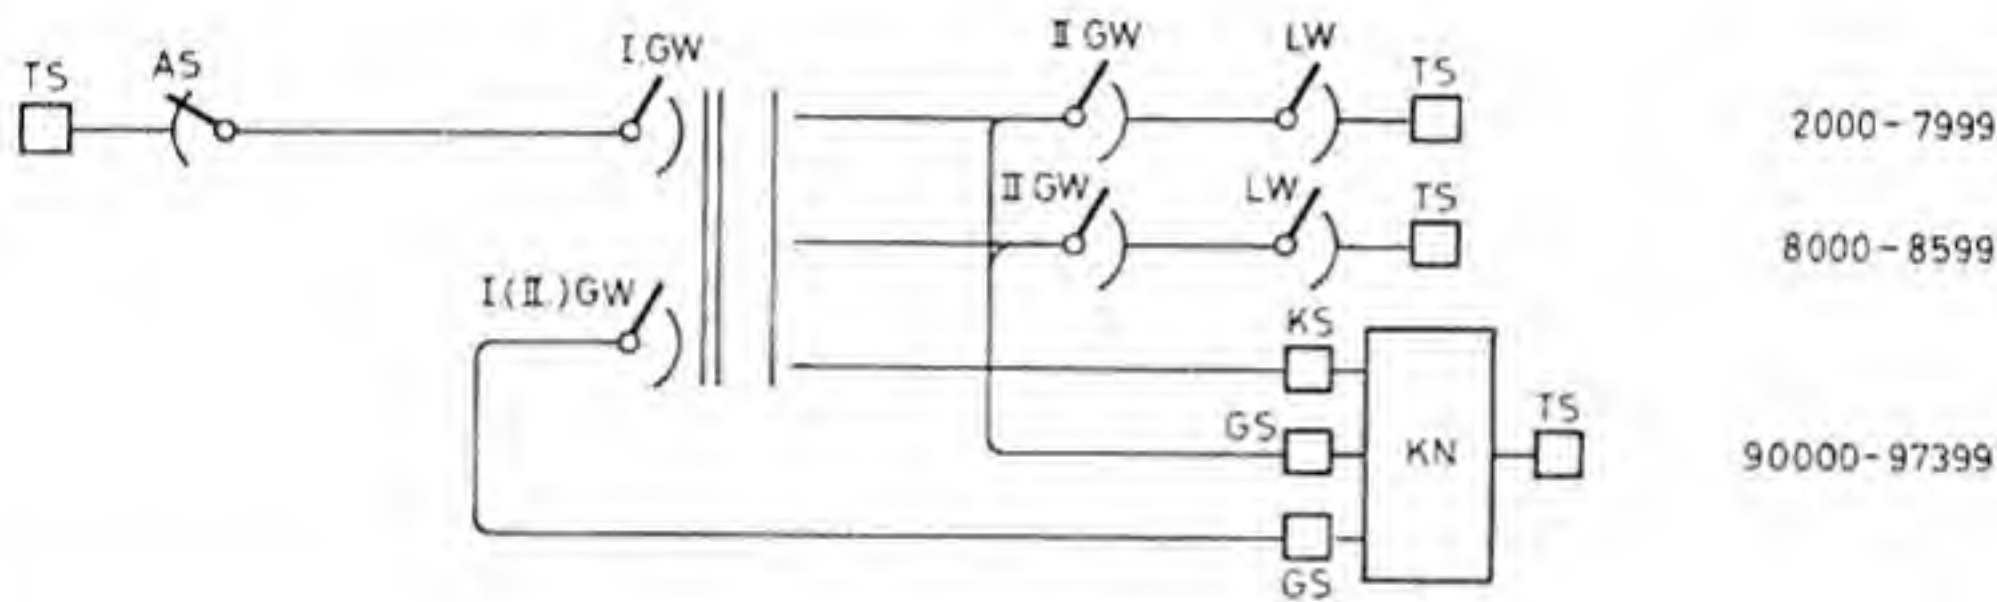 TS
AS
I.GW
II GW
LW
TS
2000-7999
II GW
LW
TS
8000-8599
I(II.)GW
KS
GS
KN
TS
90000-97399
GS